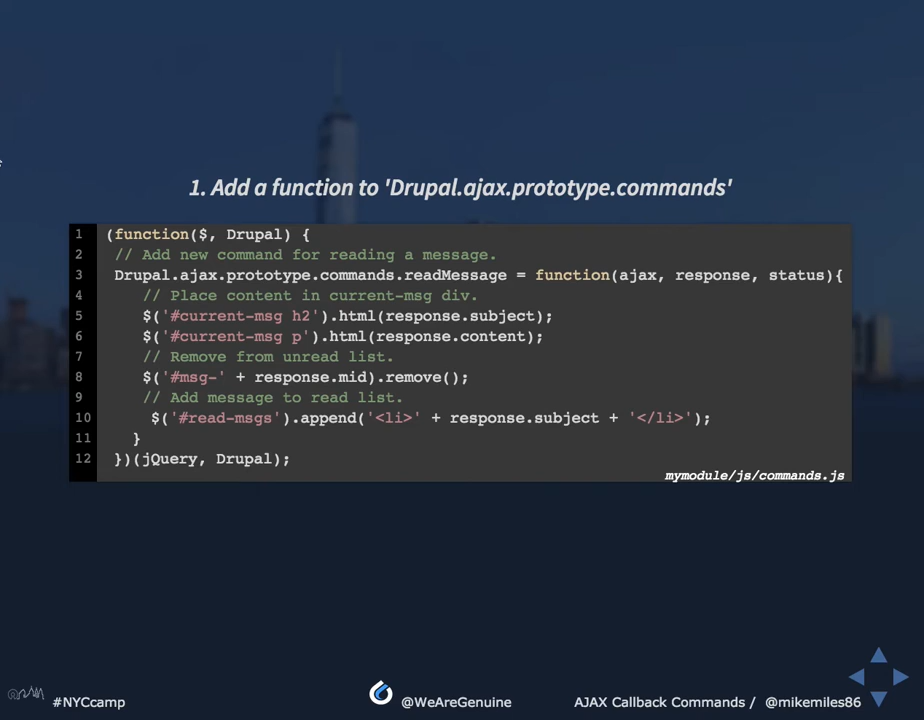 1. Add a function to 'Drupal.ajax.prototype.commands'
1 (function($, Drupal) {
2 // Add new command for reading a message.
3 Drupal.ajax.prototype.commands.readMessage = function(ajax, response, status){
4 // Place content in current-msg div.
5 $('#current-msg h2').html(response.subject);
6 $('#current-msg p').html(response.content);
7 // Remove from unread list.
8 $('#msg-' + response.mid).remove();
9 // Add message to read list.
10 $('#read-msgs').append('<li>' + response.subject + '</li>');
11 }
12 })(jQuery, Drupal);
mymodule/js/commands.js
#NYCcamp
@WeAreGenuine
AJAX Callback Commands / @mikemiles86